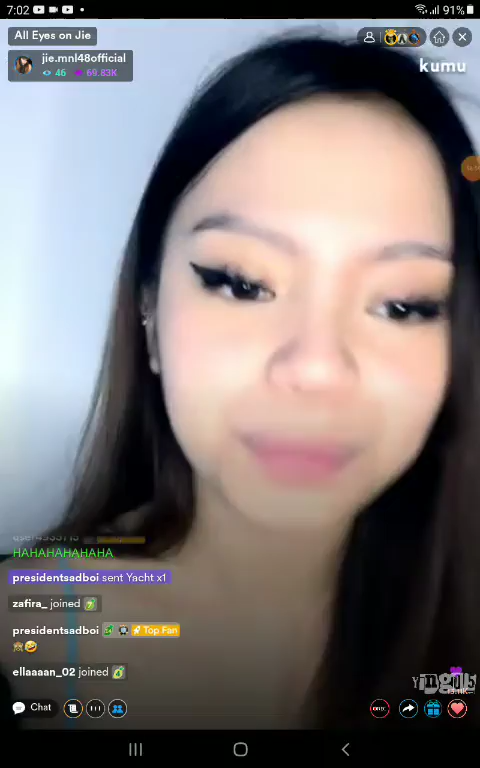 7:02
91%
All Eyes on Jie
jie.mnl48official
46
69.83K
kumu
HAHAHAHAHAHA
presidentsadboi sent Yacht x1
zafira_ joined
presidentsadboi
Top Fan
ellaaaan_02 joined
Chat